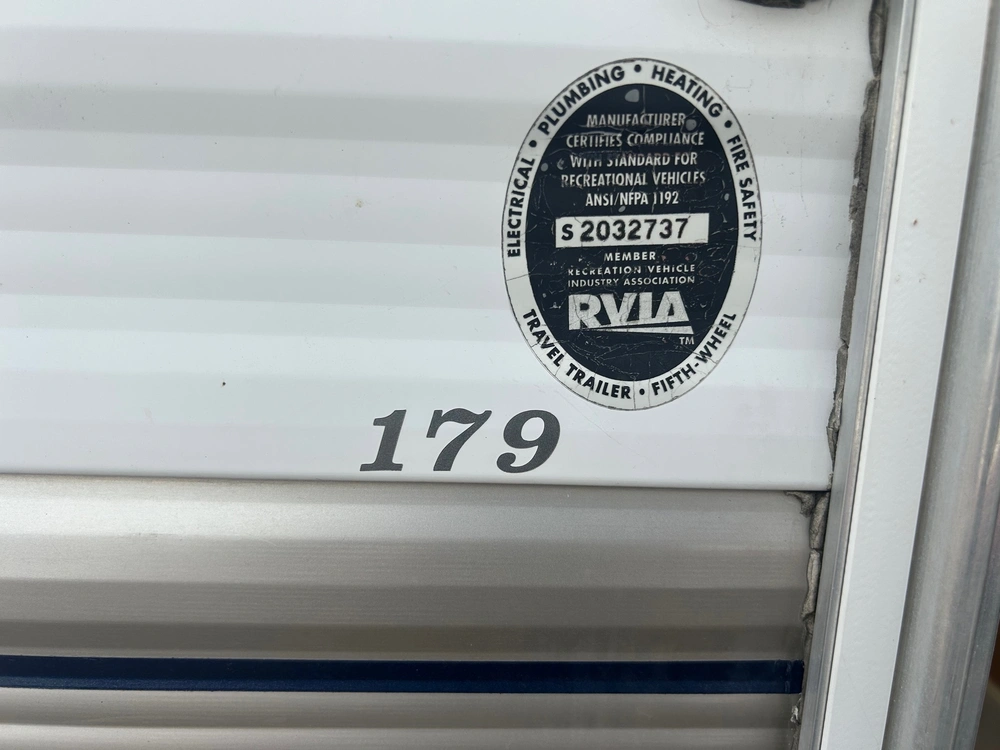 ELECTRICAL • PLUMBING • HEATING • FIRE SAFETY
MANUFACTURER
CERTIFIES COMPLIANCE
WITH STANDARD FOR
RECREATIONAL VEHICLES
ANSI/NFPA 1192
S 2032737
MEMBER
RECREATION VEHICLE
INDUSTRY ASSOCIATION
RVIA
TM
TRAVEL TRAILER • FIFTH-WHEEL
179